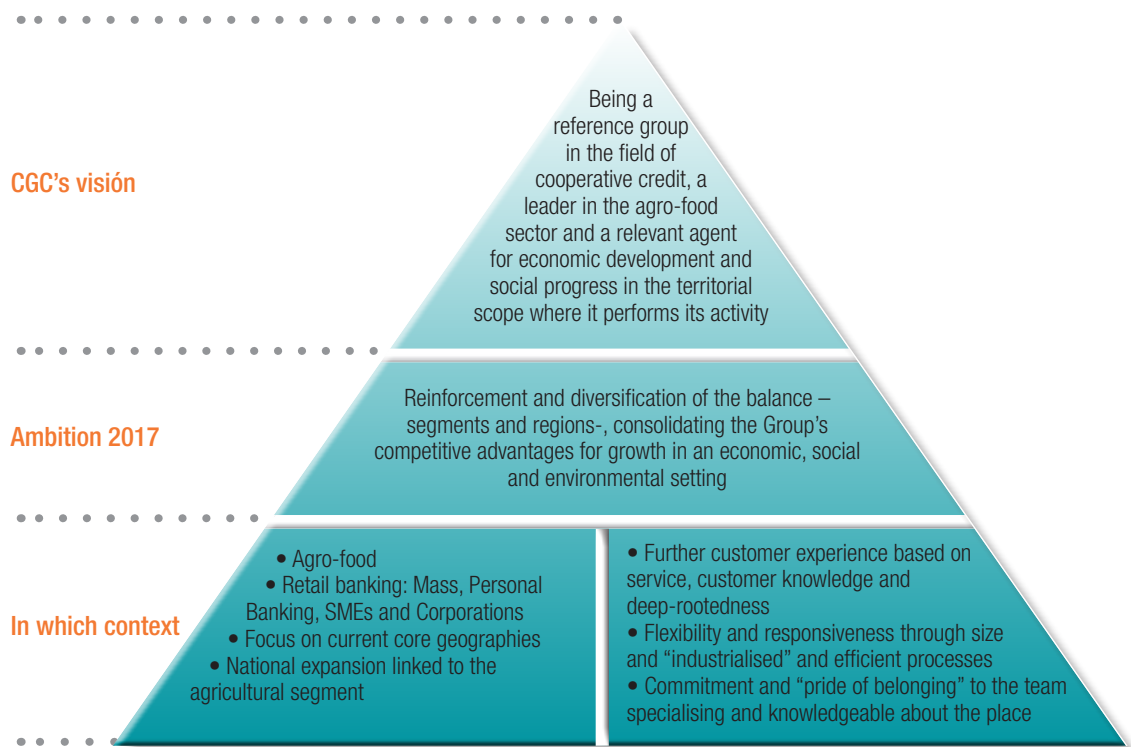 CGC's visión
Being a
reference group
in the field of
cooperative credit, a
leader in the agro-food
sector and a relevant agent
for economic development and
social progress in the territorial
scope where it performs its activity
Ambition 2017
Reinforcement and diversification of the balance –
segments and regions-, consolidating the Group's
competitive advantages for growth in an economic, social
and environmental setting
In which context
• Agro-food
• Retail banking: Mass, Personal
Banking, SMEs and Corporations
• Focus on current core geographies
• National expansion linked to the
agricultural segment
• Further customer experience based on
service, customer knowledge and
deep-rootedness
• Flexibility and responsiveness through size
and “industrialised” and efficient processes
• Commitment and “pride of belonging” to the team
specialising and knowledgeable about the place